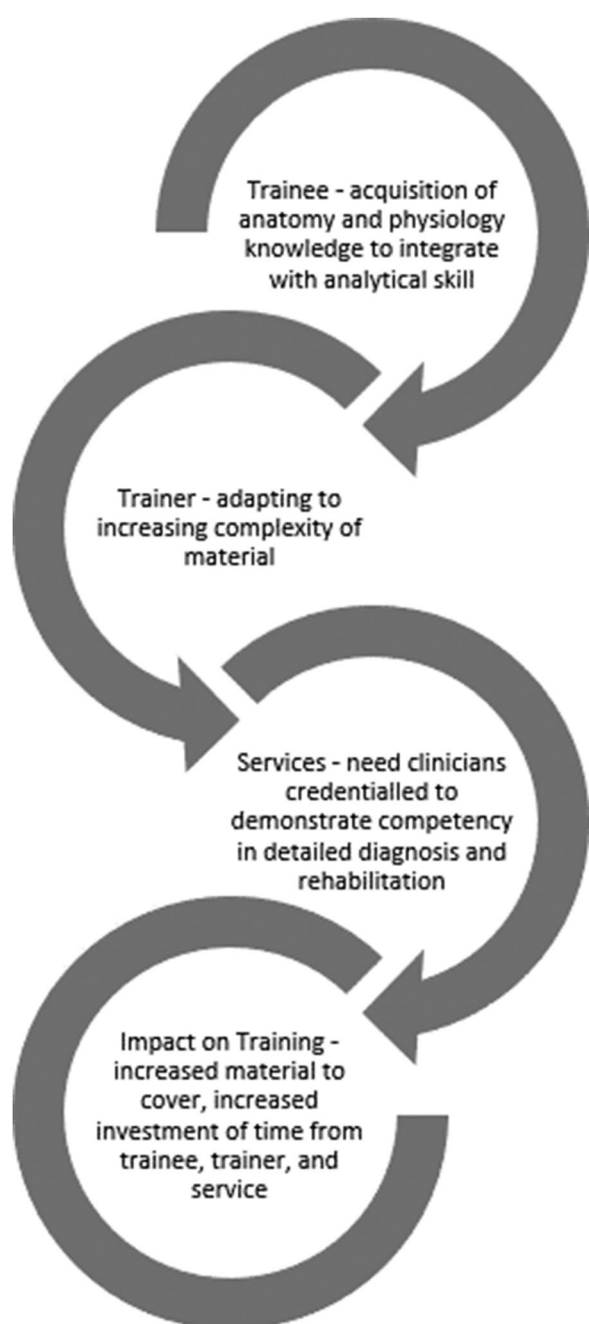 Trainee - acquisition of
anatomy and physiology
knowledge to integrate
with analytical skill
Trainer - adapting to
increasing complexity of
material
Services - need clinicians
credentialled to
demonstrate competency
in detailed diagnosis and
rehabilitation
Impact on Training -
increased material to
cover, increased
investment of time from
trainee, trainer, and
service